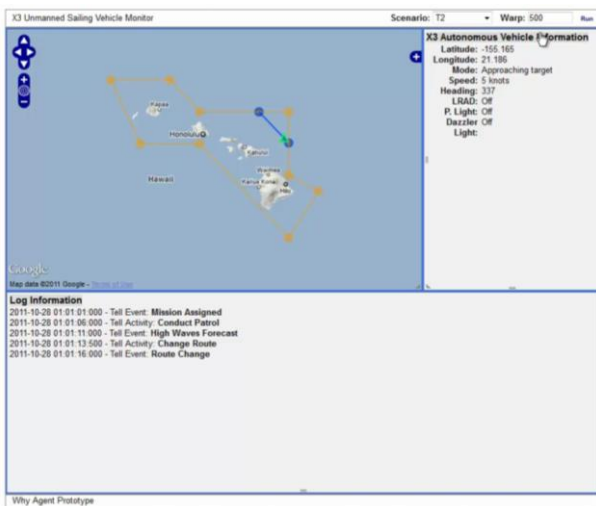 X3 Unmanned Sailing Vehicle Monitor
Scenario: T2 Warp: 500 Run
X3 Autonomous Vehicle Information
Latitude: -155.165
Longitude: 21.186
Mode: Approaching target
Speed: 5 knots
Heading: 337
LRAD: Off
P. Light: Off
Dazzler Off
Light:
Kapaa
Honolulu
Kahului
Waimea
Kailua Kona
Hilo
Hawaii
Google
Map data ©2011 Google - Terms of Use
Log Information
2011-10-28 01:01:01:000 - Tell Event: Mission Assigned
2011-10-28 01:01:06:000 - Tell Activity: Conduct Patrol
2011-10-28 01:01:11:000 - Tell Event: High Waves Forecast
2011-10-28 01:01:13:500 - Tell Activity: Change Route
2011-10-28 01:01:16:000 - Tell Event: Route Change
Why Agent Prototype